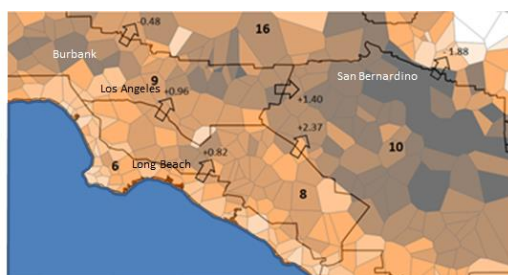 -0.48
16
-1.88
Burbank
San Bernardino
9
Los Angeles
+0.96
+1.40
+2.37
10
6
Long Beach
+0.82
8